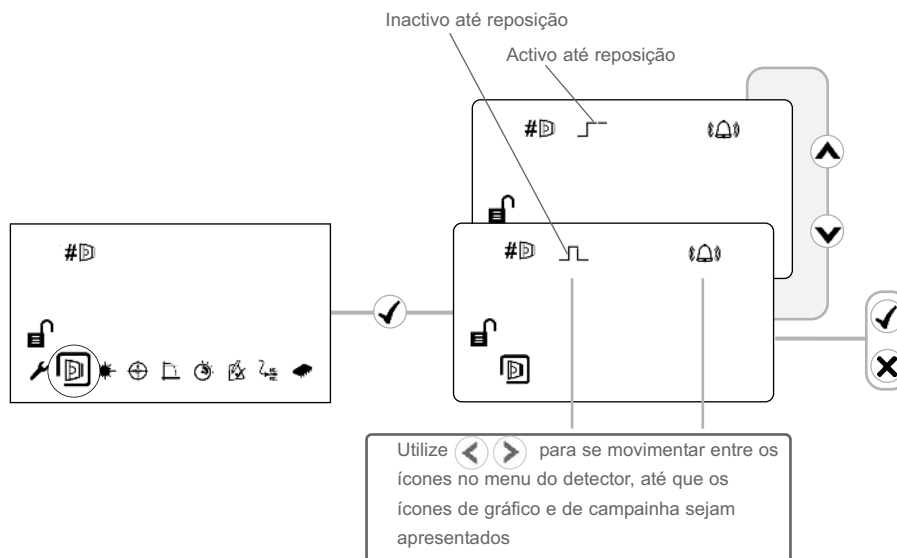 Inactivo até reposição
Activo até reposição
#
#
#
Utilize para se movimentar entre os
ícones no menu do detector, até que os
ícones de gráfico e de campainha sejam
apresentados